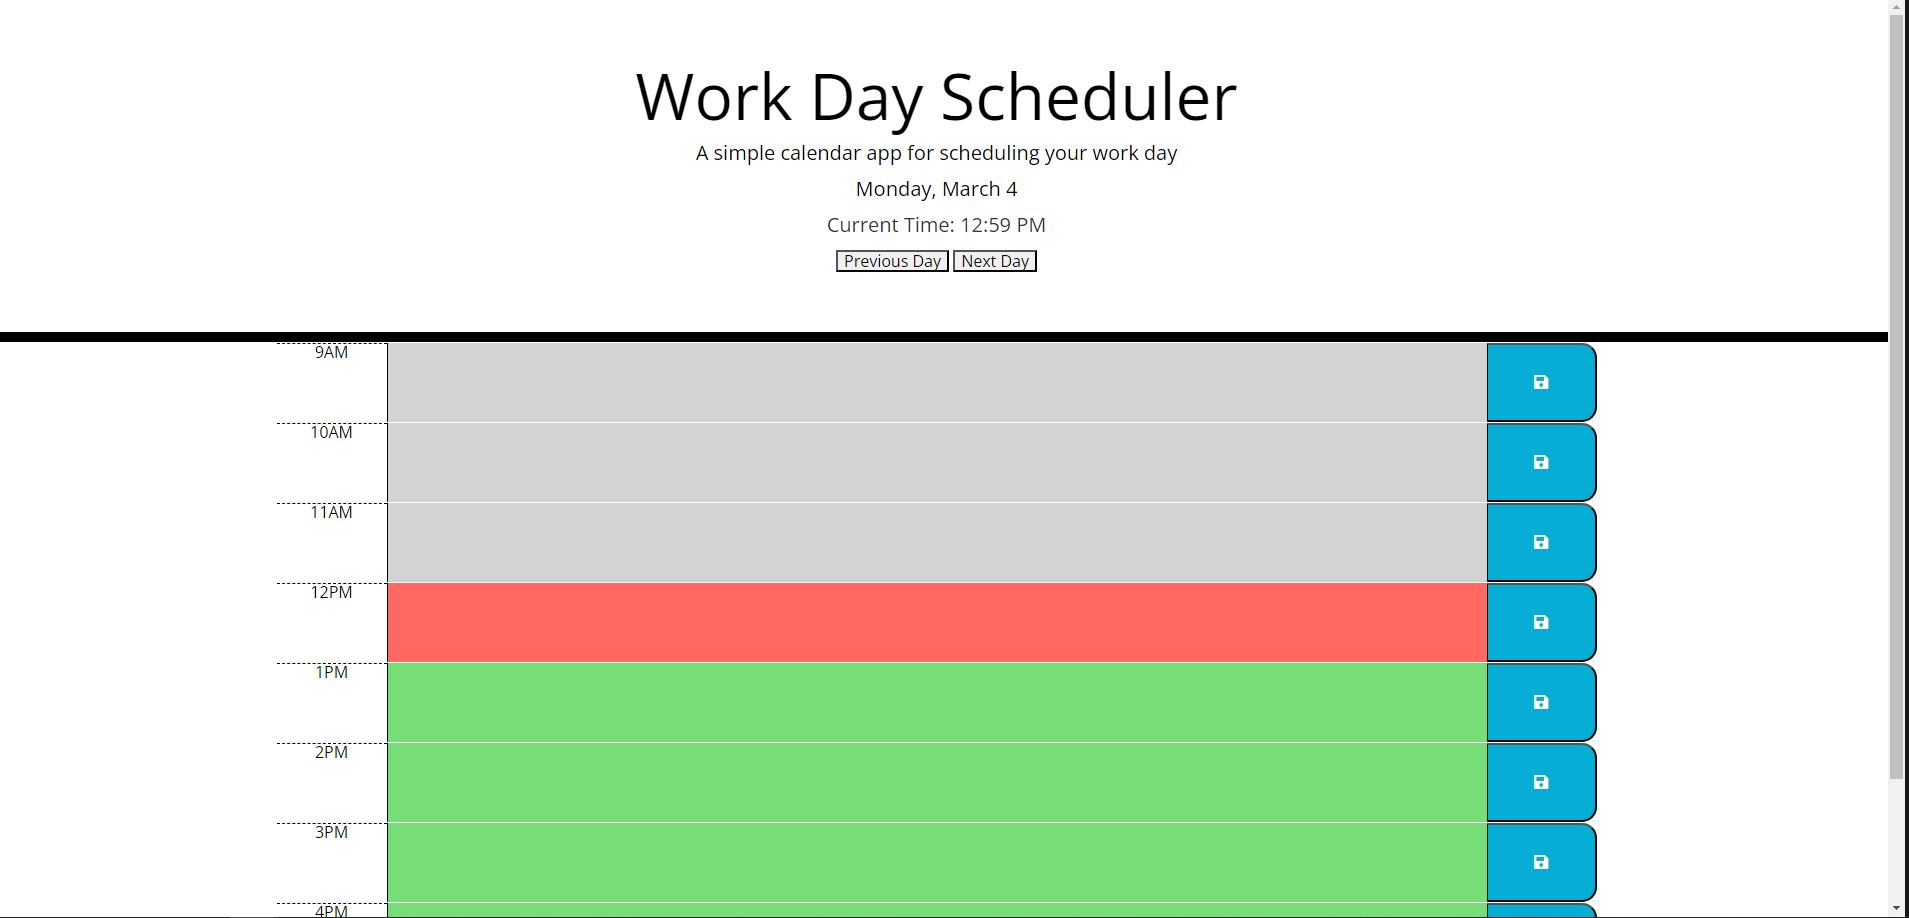 Work Day Scheduler
A simple calendar app for scheduling your work day
Monday, March 4
Current Time: 12:59 PM
Previous Day Next Day
9AM
10AM
11AM
12PM
1PM
2PM
3PM
4PM